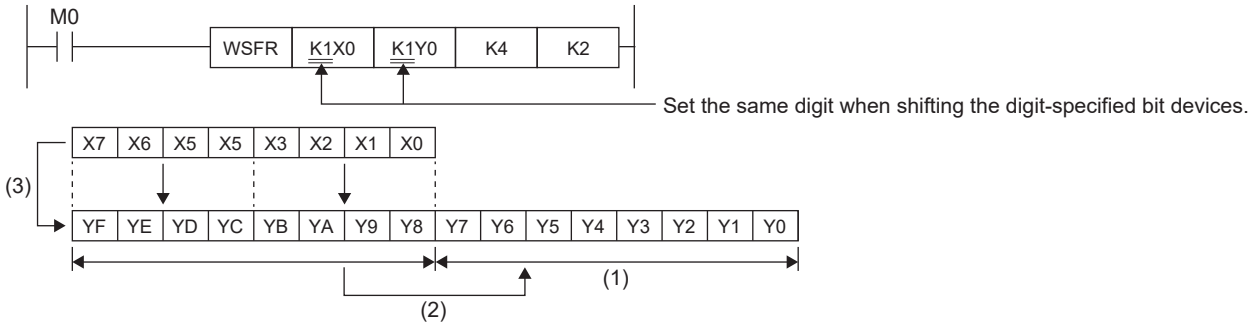 M0
WSFR K1X0 K1Y0 K4 K2
Set the same digit when shifting the digit-specified bit devices.
X7 X6 X5 X5 X3 X2 X1 X0
(3)
YF YE YD YC YB YA Y9 Y8 Y7 Y6 Y5 Y4 Y3 Y2 Y1 Y0
(1)
(2)